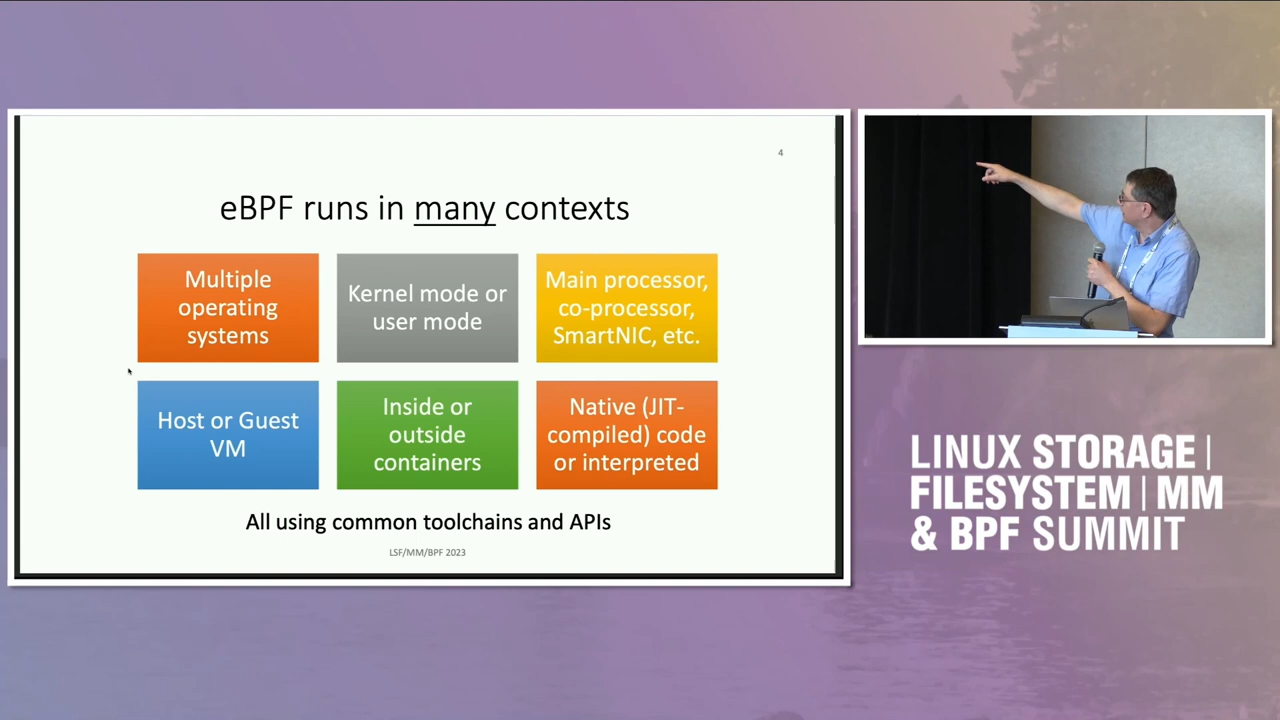 4
eBPF runs in many contexts
Multiple
operating
systems
Kernel mode or
user mode
Main processor,
co-processor,
SmartNIC, etc.
Host or Guest
VM
Inside or
outside
containers
Native (JIT-
compiled) code
or interpreted
All using common toolchains and APIs
LSF/MM/BPF 2023
LINUX STORAGE |
FILESYSTEM | MM
& BPF SUMMIT